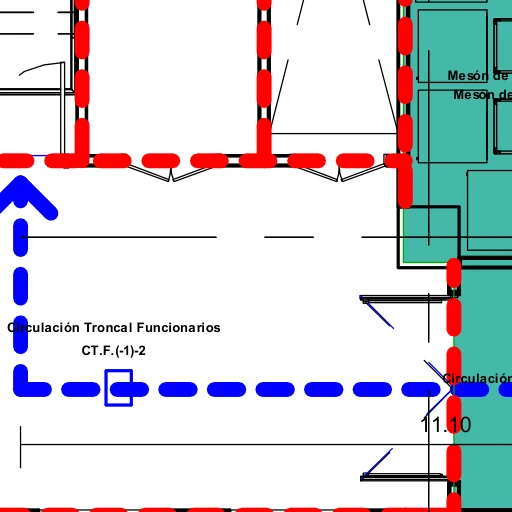 Mesón de
Mesón de
Circulación Troncal Funcionarios
CT.F.(-1)-2
Circulación
11.10